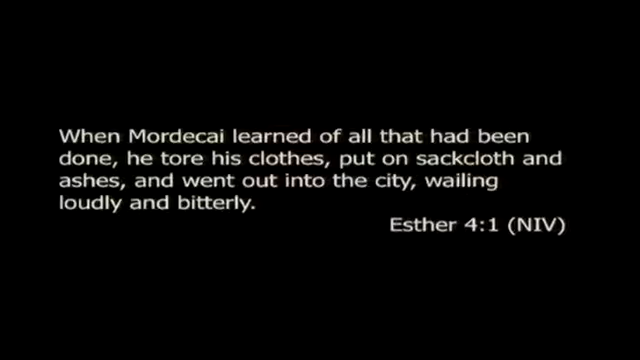 When Mordecai learned of all that had been
done, he tore his clothes, put on sackcloth and
ashes, and went out into the city, wailing
loudly and bitterly.
Esther 4:1 (NIV)